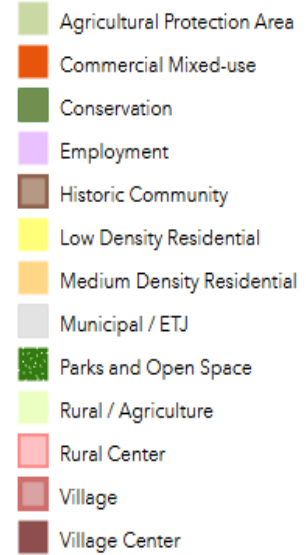 Agricultural Protection Area
Commercial Mixed-use
Conservation
Employment
Historic Community
Low Density Residential
Medium Density Residential
Municipal / ETJ
Parks and Open Space
Rural / Agriculture
Rural Center
Village
Village Center